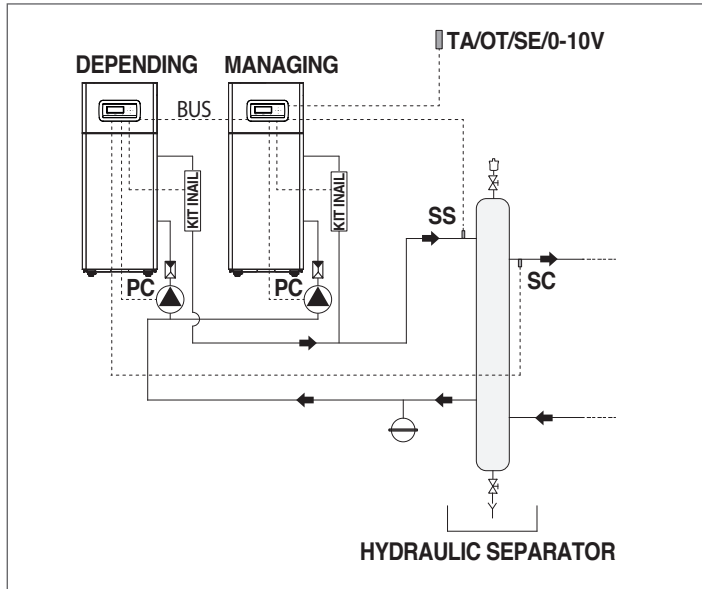 TA/OT/SE/0-10V
DEPENDING
MANAGING
BUS
KIT INAIL
KIT INAIL
SS
SC
PC
PC
HYDRAULIC SEPARATOR